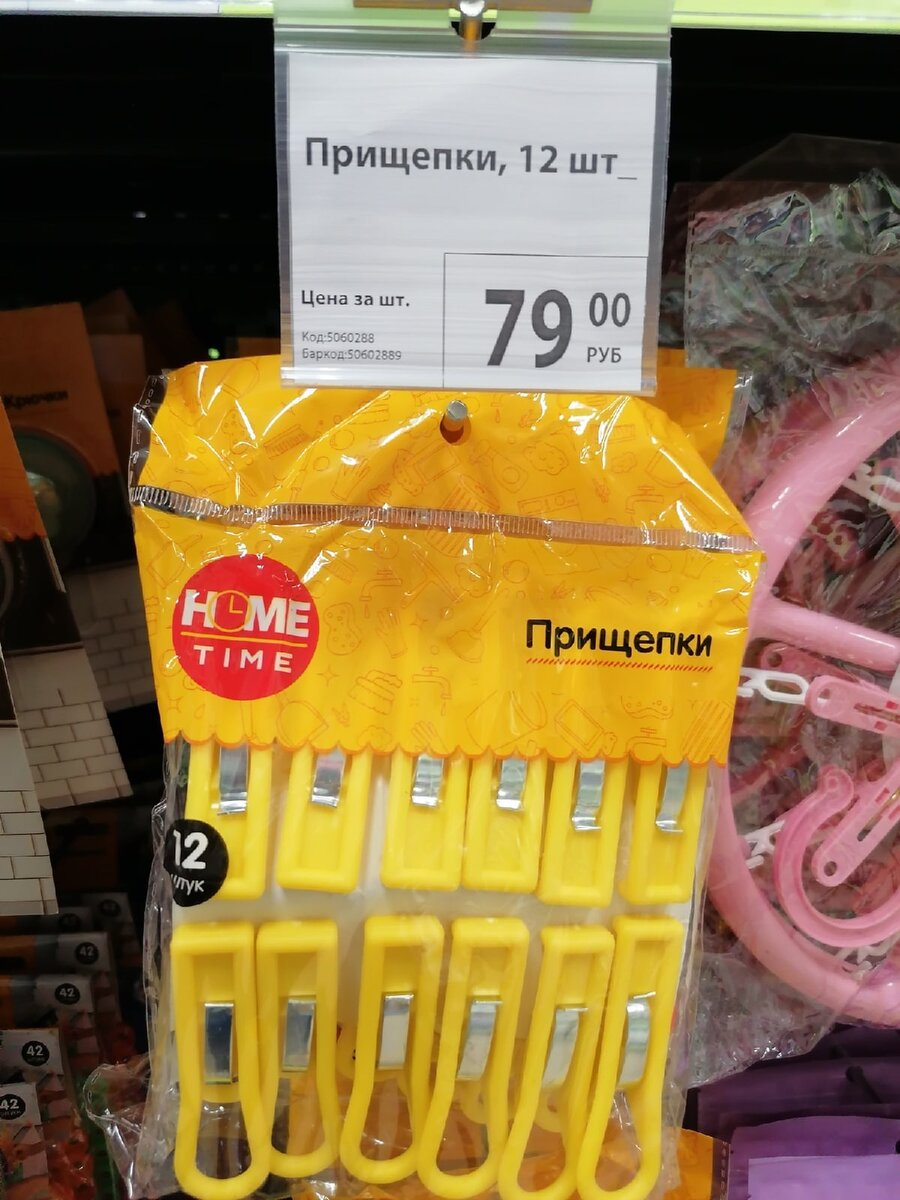 Прищепки, 12 шт_
Цена за шт.
Код:5060288
Баркод:50602889
79 00
РУБ
Крючки
HOME
TIME
Прищепки
12
42
42
42
42